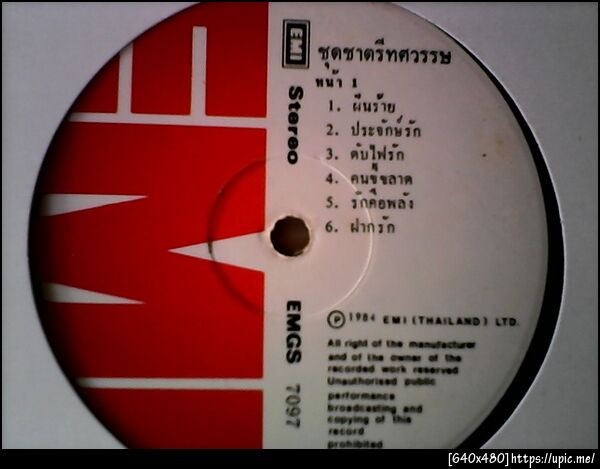 EMI
ชุดชาตรีทศวรรษ
หน้า 1
1. ผืนร้าย
2. ประจักษ์รัก
3. ดับไฟรัก
4. คนขี้ขลาด
5. รักคือพลัง
6. ฝากรัก
Stereo
EMGS 7097
Ⓟ 1984 EMI (THAILAND) LTD.
All right of the manufacturer
and of the owner of the
recorded work reserved
Unauthorised public
performance
broadcasting and
copying of this
record
prohibited
[640x480]https://upic.me/